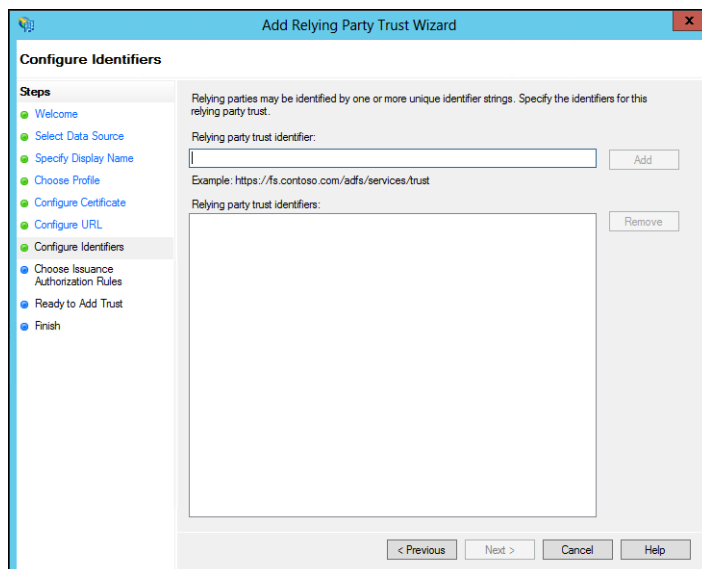 Add Relying Party Trust Wizard
x
Configure Identifiers
Steps
Welcome
Select Data Source
Specify Display Name
Choose Profile
Configure Certificate
Configure URL
Configure Identifiers
Choose Issuance
Authorization Rules
Ready to Add Trust
Finish
Relying parties may be identified by one or more unique identifier strings. Specify the identifiers for this
relying party trust.
Relying party trust identifier:
Add
Example: https://fs.contoso.com/adfs/services/trust
Relying party trust identifiers:
Remove
< Previous
Next >
Cancel
Help